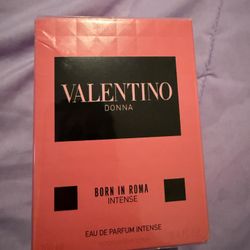 VALENTINO
DONNA
BORN IN ROMA
INTENSE
EAU DE PARFUM INTENSE